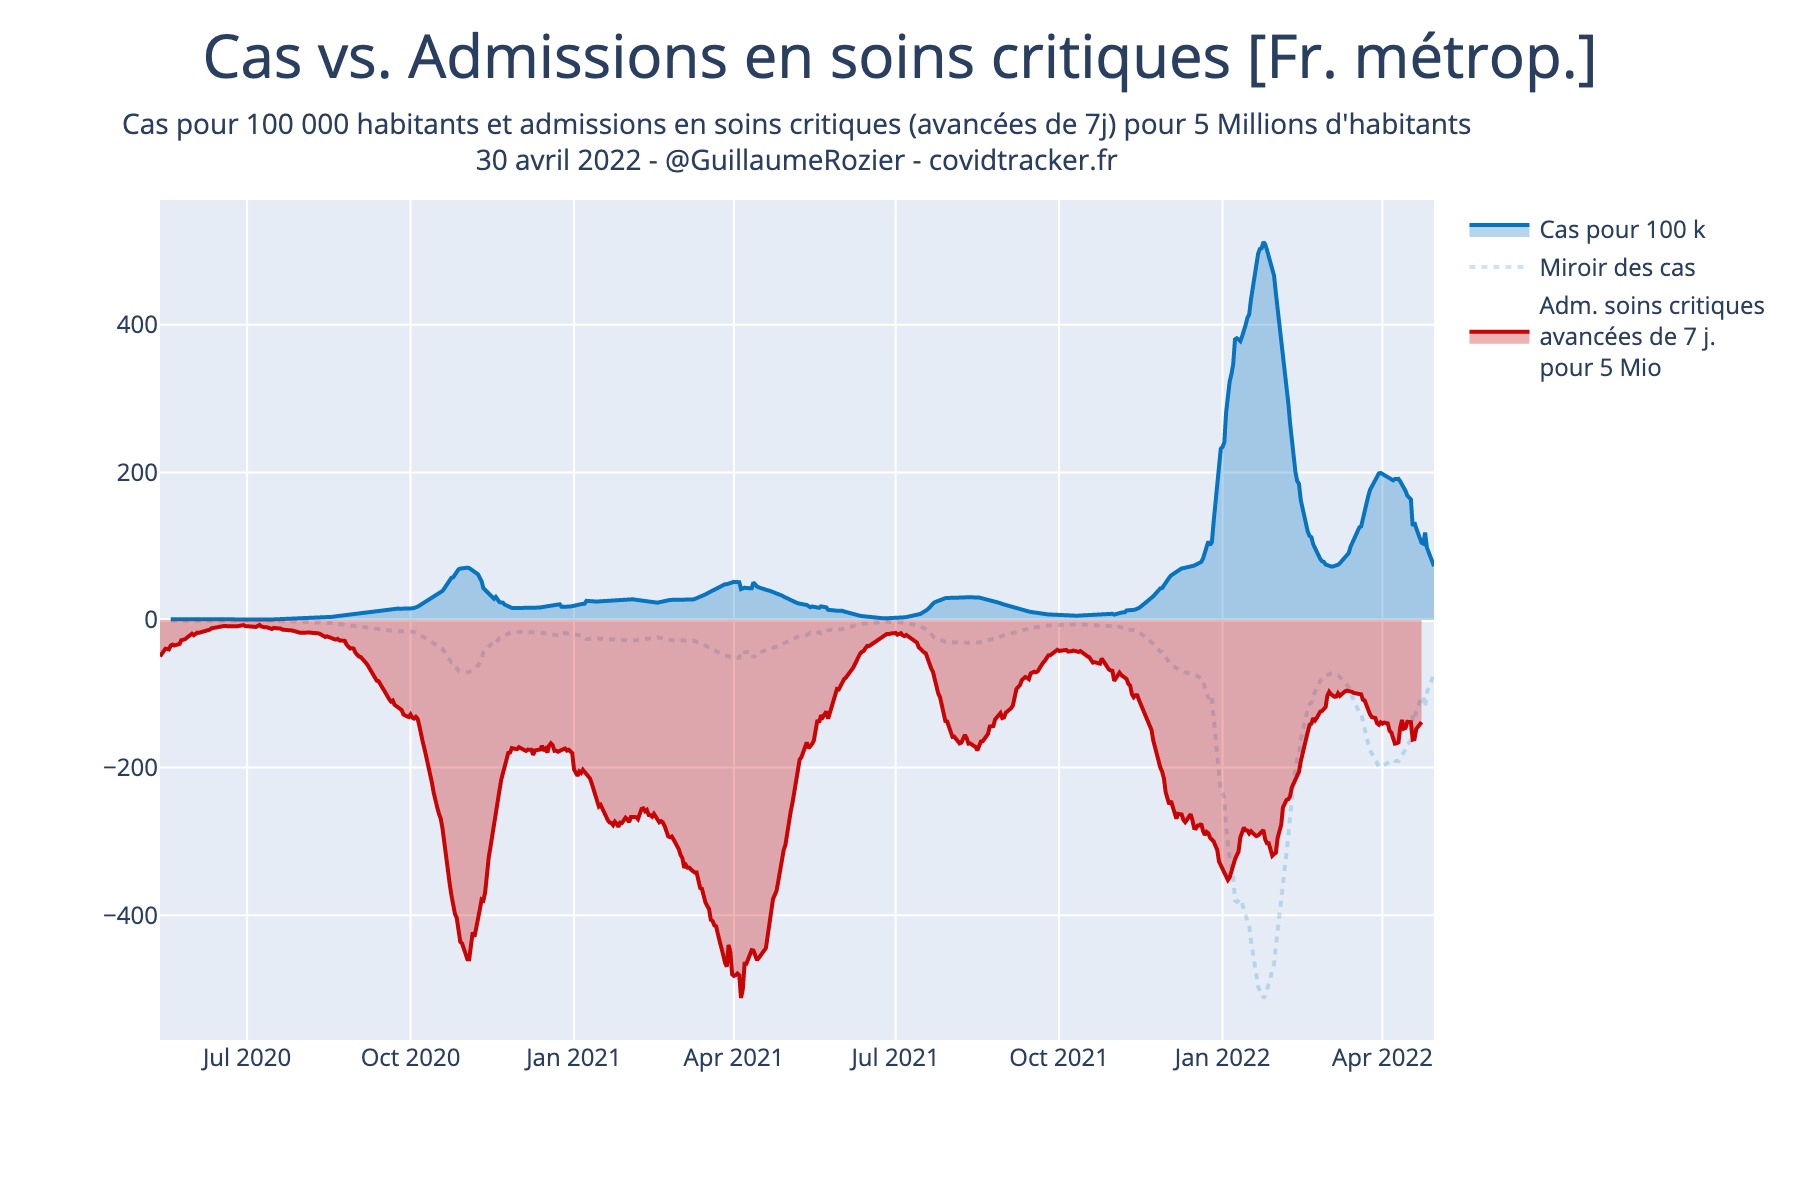 Cas vs. Admissions en soins critiques [Fr. métrop.]
Cas pour 100 000 habitants et admissions en soins critiques (avancées de 7j) pour 5 Millions d'habitants
30 avril 2022 - @GuillaumeRozier - covidtracker.fr
Cas pour 100 k
Miroir des cas
Adm. soins critiques
avancées de 7 j.
pour 5 Mio
400
200
0
−200
−400
Jul 2020
Oct 2020
Jan 2021
Apr 2021
Jul 2021
Oct 2021
Jan 2022
Apr 2022